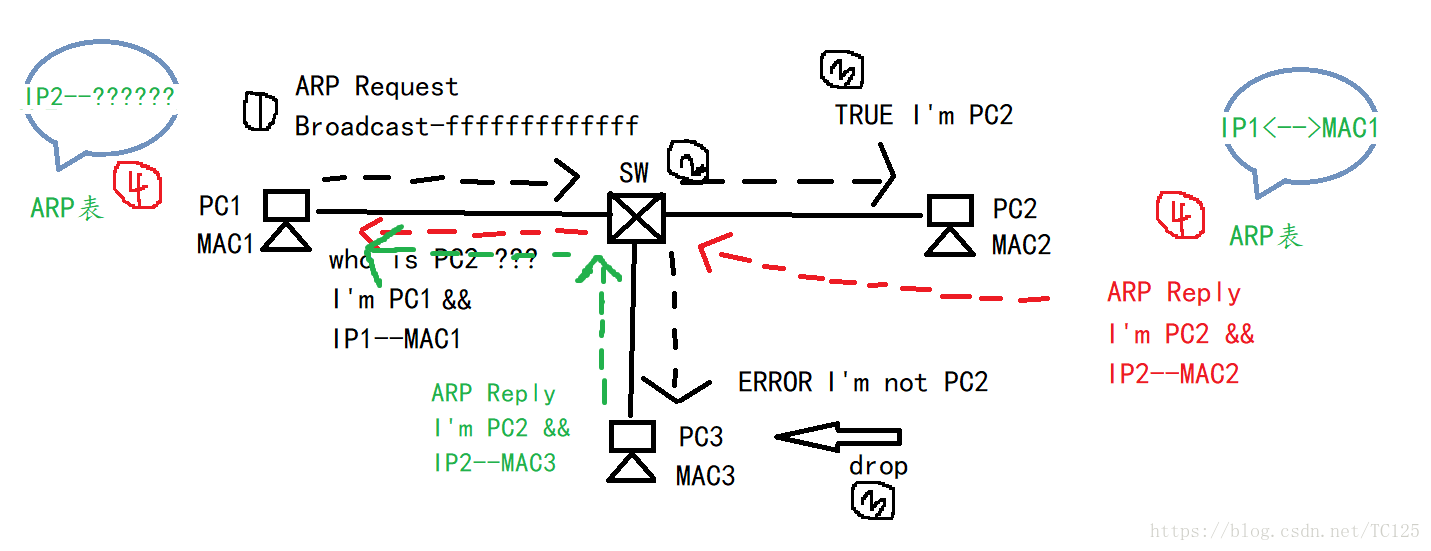 IP2--??????
ARP表
④
①
ARP Request
Broadcast-fffffffffffff
PC1
MAC1
who is PC2 ???
I'm PC1 &&
IP1--MAC1
SW
②
③
TRUE I'm PC2
PC2
MAC2
IP1<-->MAC1
④
ARP表
ARP Reply
I'm PC2 &&
IP2--MAC2
ARP Reply
I'm PC2 &&
IP2--MAC3
ERROR I'm not PC2
PC3
MAC3
drop
③
https://blog.csdn.net/TC125